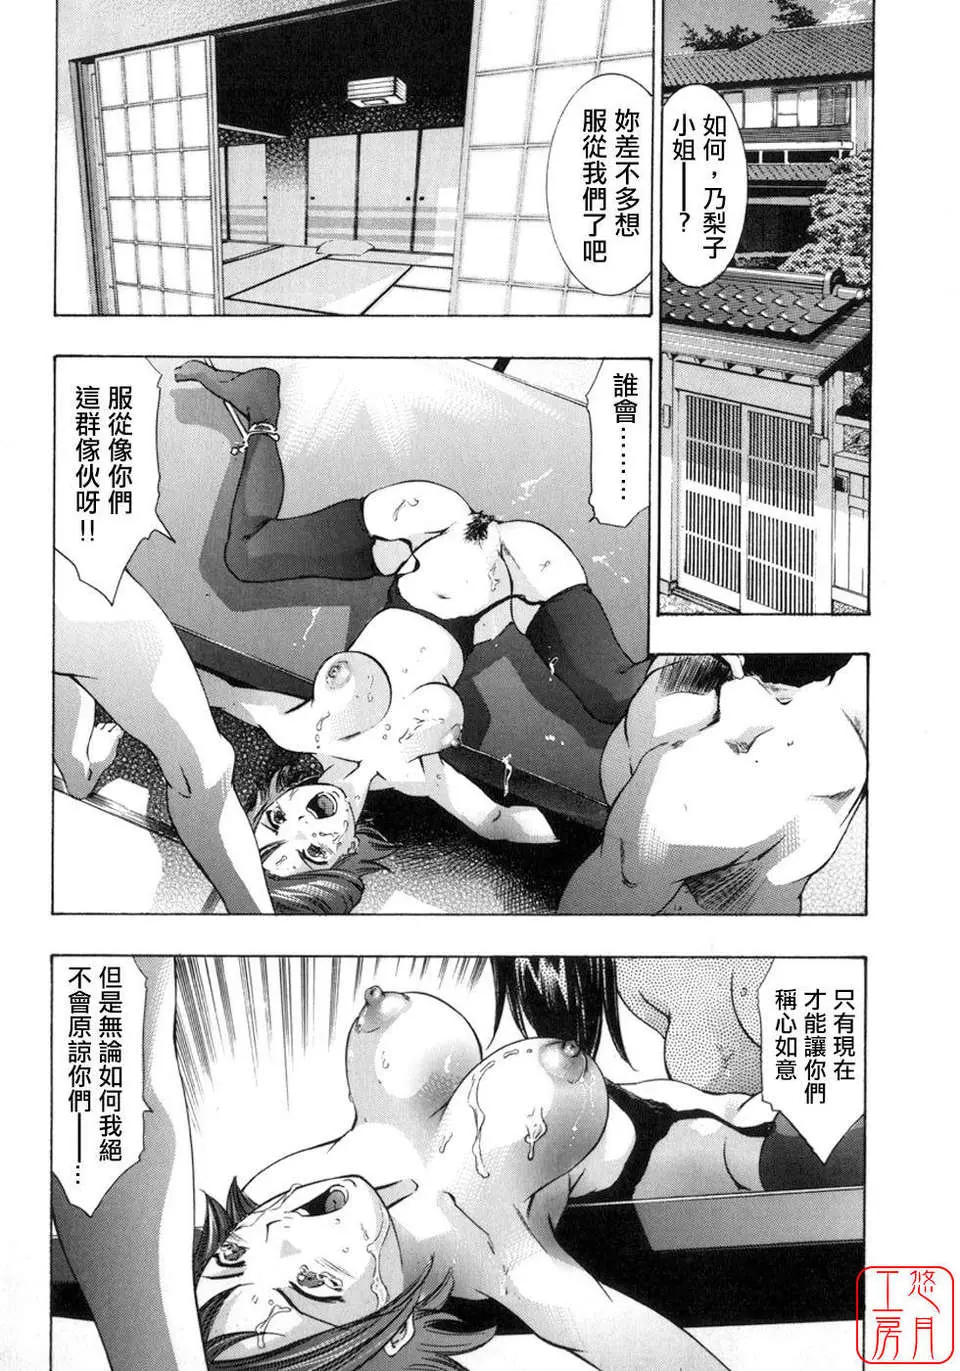 如何，乃梨子
小姐——？
妳差不多想
服從我們了吧
誰會………
服從像你們
這群傢伙呀!!
只有現在
才能讓你們
稱心如意
但是無論如何我絕
不會原諒你們——…
悠月
工房